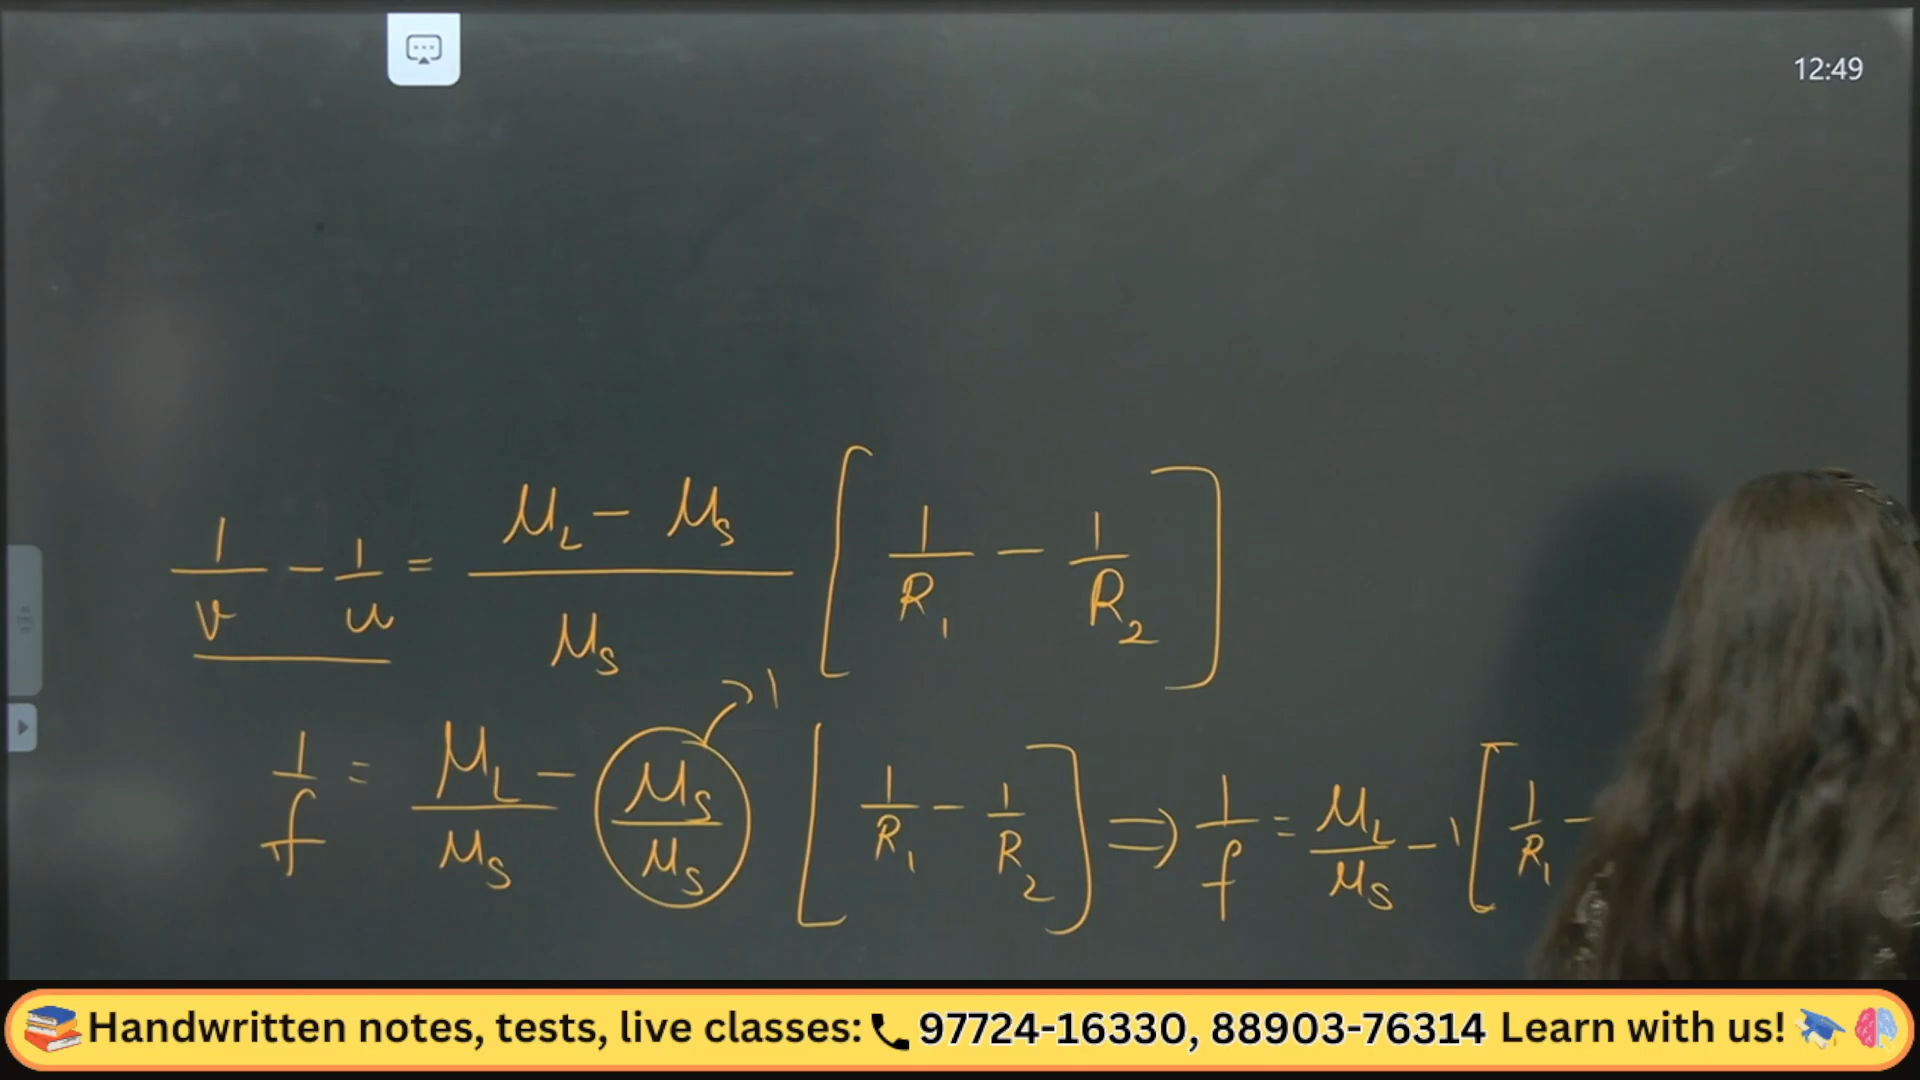 12:49
1/v - 1/u = μL - μS / μS [1/R₁ - 1/R₂]
1/f = μL/μS - μS/μS → 1 [1/R₁ - 1/R₂] ⇒ 1/f = μL/μS - 1 [1/R₁ -
Handwritten notes, tests, live classes: 97724-16330, 88903-76314 Learn with us!